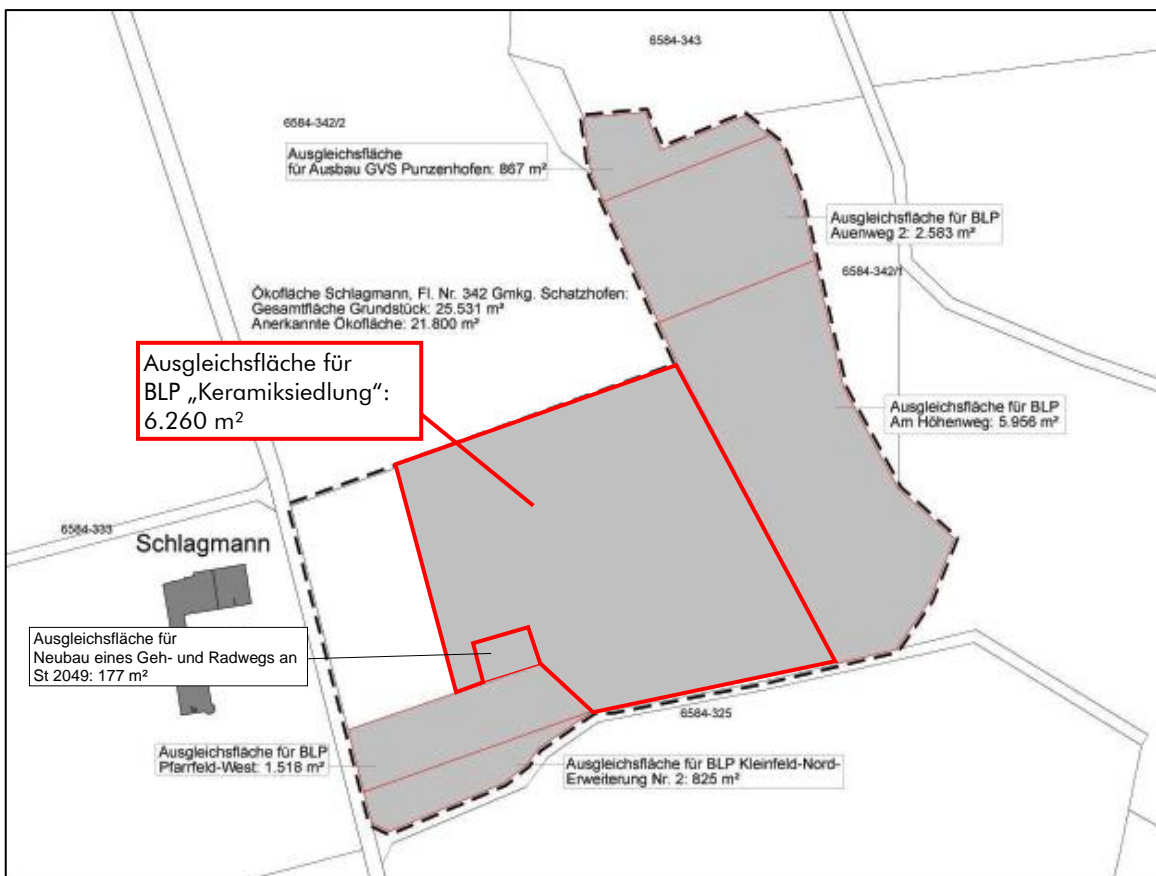 6584-343
6584-342/2
Ausgleichsfläche
für Ausbau GVS Punzenhofen: 867 m²
Ausgleichsfläche für BLP
Auenweg 2: 2.583 m²
6584-342/1
Ökofläche Schlagmann, Fl. Nr. 342 Gmkg. Schatzhofen:
Gesamtfläche Grundstück: 25.531 m²
Anerkannte Ökofläche: 21.800 m²
Ausgleichsfläche für
BLP „Keramiksiedlung“:
6.260 m²
Ausgleichsfläche für BLP
Am Höhenweg: 5.956 m²
6584-333
Schlagmann
Ausgleichsfläche für
Neubau eines Geh- und Radwegs an
St 2049: 177 m²
6584-325
Ausgleichsfläche für BLP
Pfarrfeld-West: 1.518 m²
Ausgleichsfläche für BLP Kleinfeld-Nord-
Erweiterung Nr. 2: 825 m²